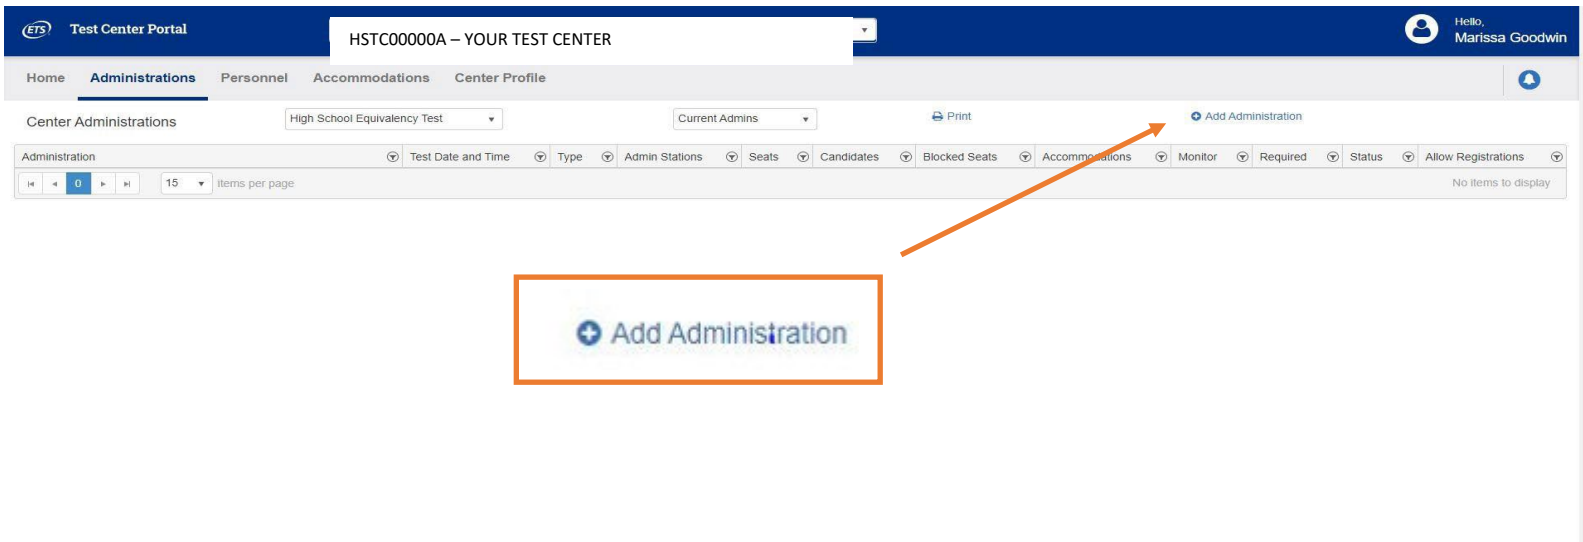 ETS Test Center Portal
HSTC00000A – YOUR TEST CENTER
Hello,
Marissa Goodwin
Home Administrations Personnel Accommodations Center Profile
Center Administrations High School Equivalency Test Current Admins Print Add Administration
Administration Test Date and Time Type Admin Stations Seats Candidates Blocked Seats Accommodations Monitor Required Status Allow Registrations
0 15 items per page No items to display
Add Administration